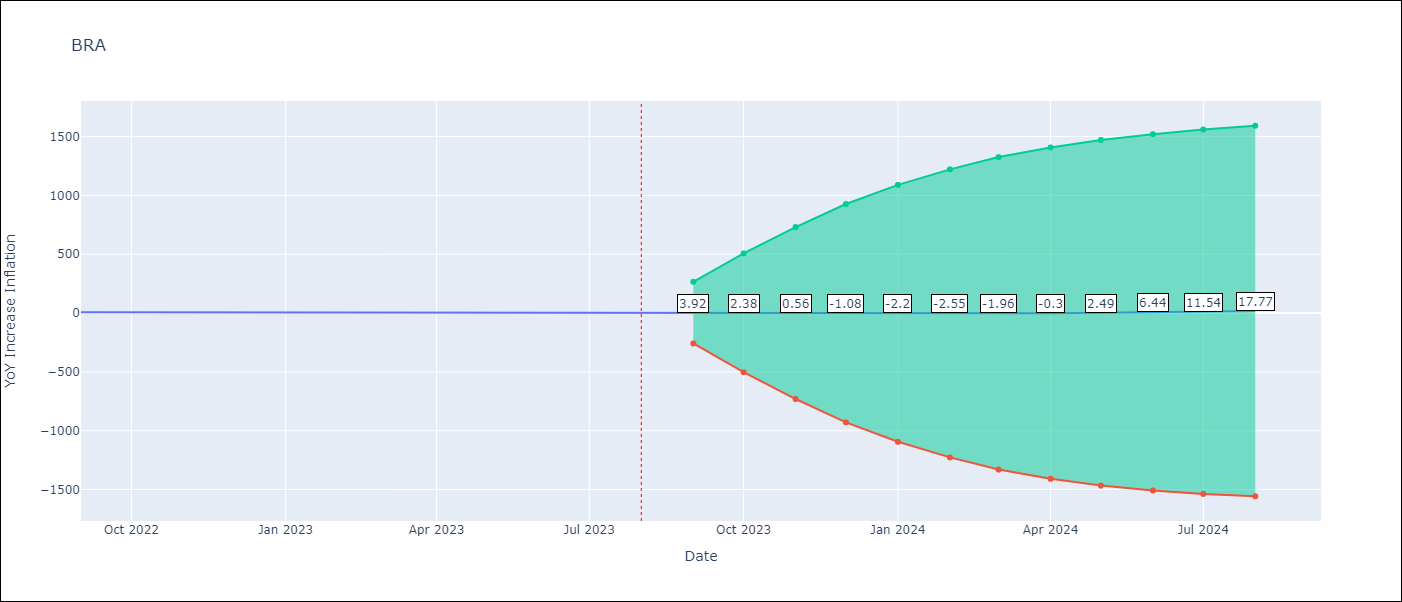 BRA
YoY Increase Inflation
1500
1000
500
0
−500
−1000
−1500
3.92 2.38 0.56 -1.08 -2.2 -2.55 -1.96 -0.3 2.49 6.44 11.54 17.77
Oct 2022 Jan 2023 Apr 2023 Jul 2023 Oct 2023 Jan 2024 Apr 2024 Jul 2024
Date